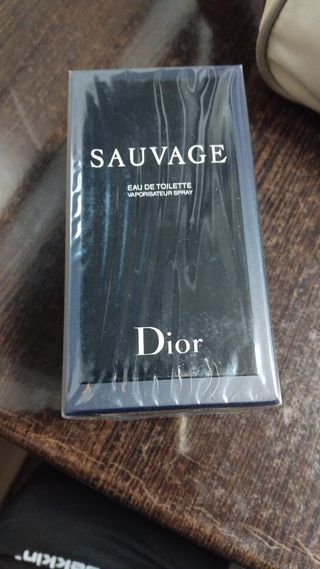 SAUVAGE
EAU DE TOILETTE
VAPORISATEUR SPRAY
Dior